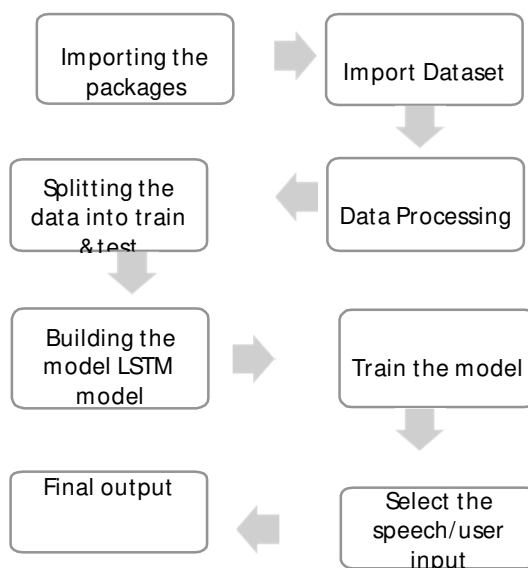 Importing the
packages
Import Dataset
Splitting the
data into train
& test
Data Processing
Building the
model LSTM
model
Train the model
Final output
Select the
speech/user
input